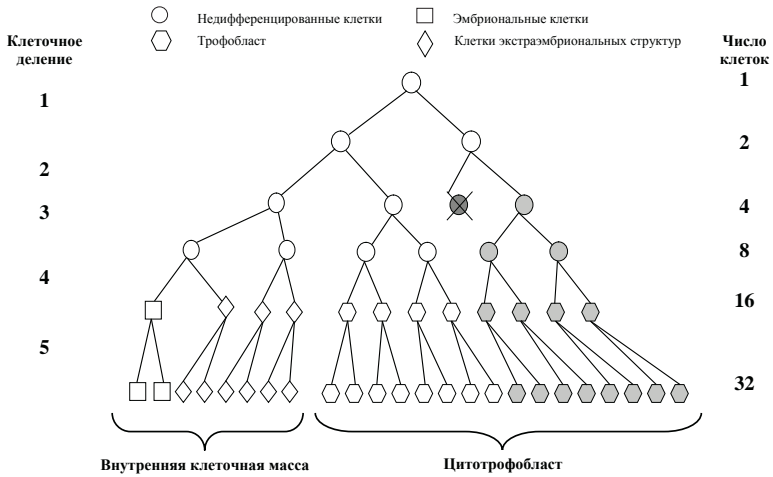 Недифференцированные клетки
Эмбриональные клетки
Трофобласт
Клетки экстраэмбриональных структур
Клеточное
деление
Число
клеток
1
1
2
2
3
4
8
4
16
5
32
Внутренняя клеточная масса
Цитотрофобласт